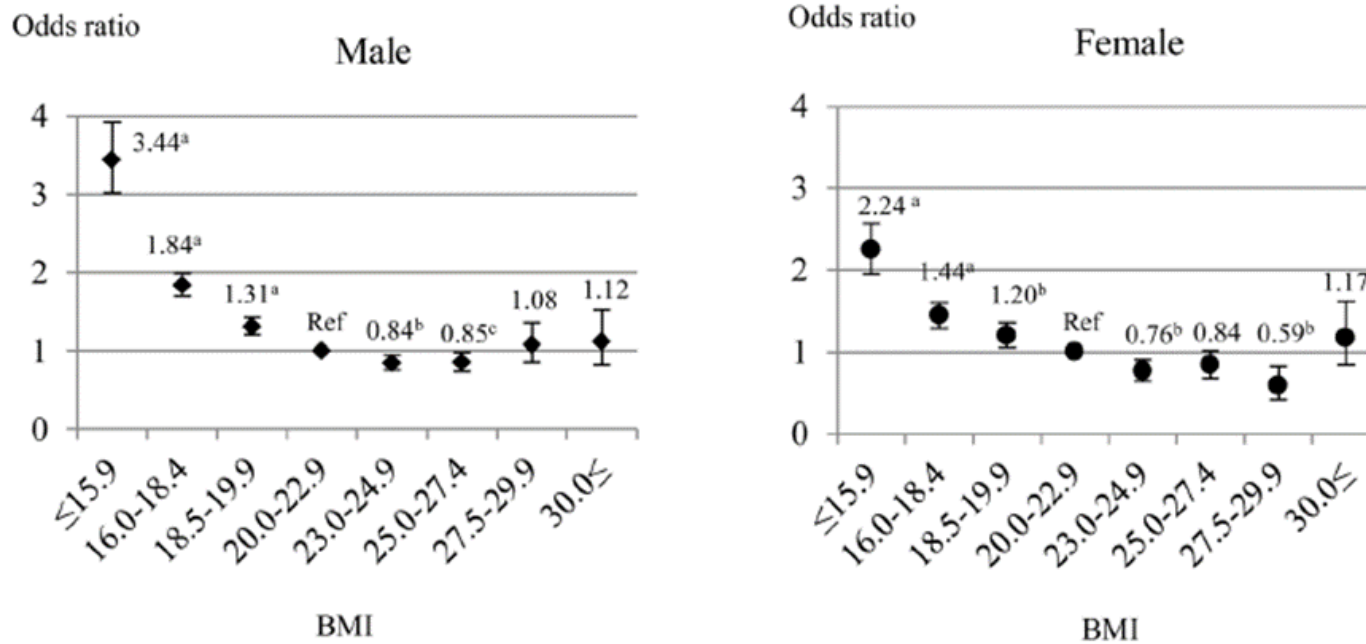 Odds ratio
Male
4
3
2
1
0
3.44ᵃ
1.84ᵃ
1.31ᵃ
Ref
0.84ᵇ
0.85ᶜ
1.08
1.12
≤15.9
16.0-18.4
18.5-19.9
20.0-22.9
23.0-24.9
25.0-27.4
27.5-29.9
30.0≤
BMI
Odds ratio
Female
4
3
2
1
0
2.24 ᵃ
1.44ᵃ
1.20ᵇ
Ref
0.76ᵇ
0.84
0.59ᵇ
1.17
≤15.9
16.0-18.4
18.5-19.9
20.0-22.9
23.0-24.9
25.0-27.4
27.5-29.9
30.0≤
BMI